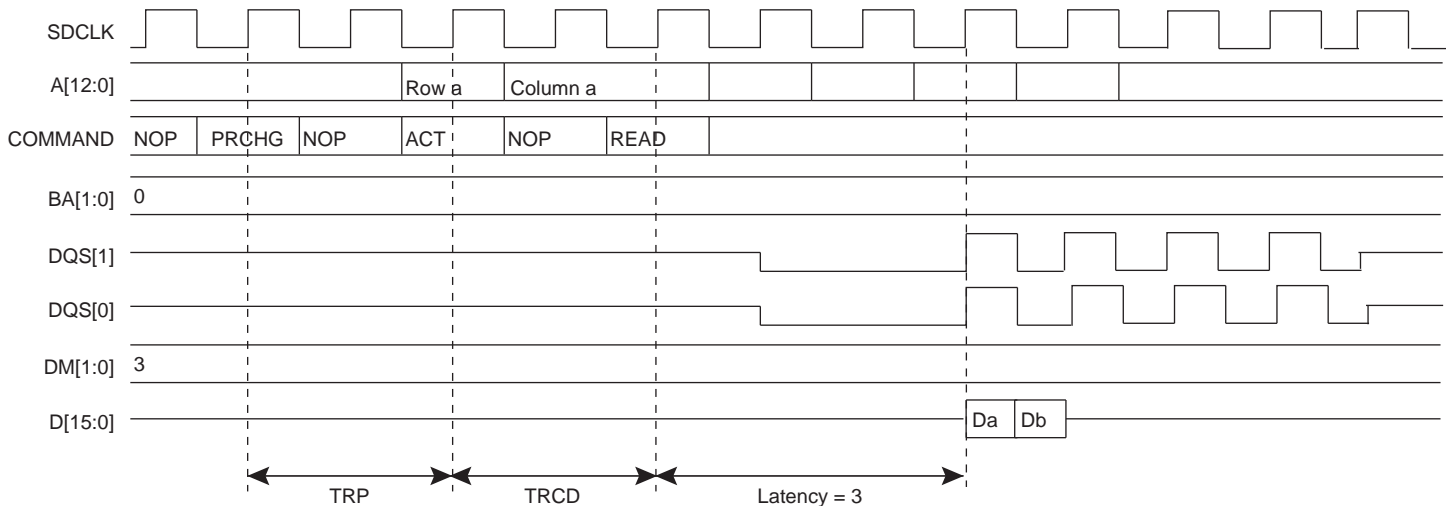 SDCLK
A[12:0] Row a Column a
COMMAND NOP PRCHG NOP ACT NOP READ
BA[1:0] 0
DQS[1]
DQS[0]
DM[1:0] 3
D[15:0] Da Db
TRP TRCD Latency = 3